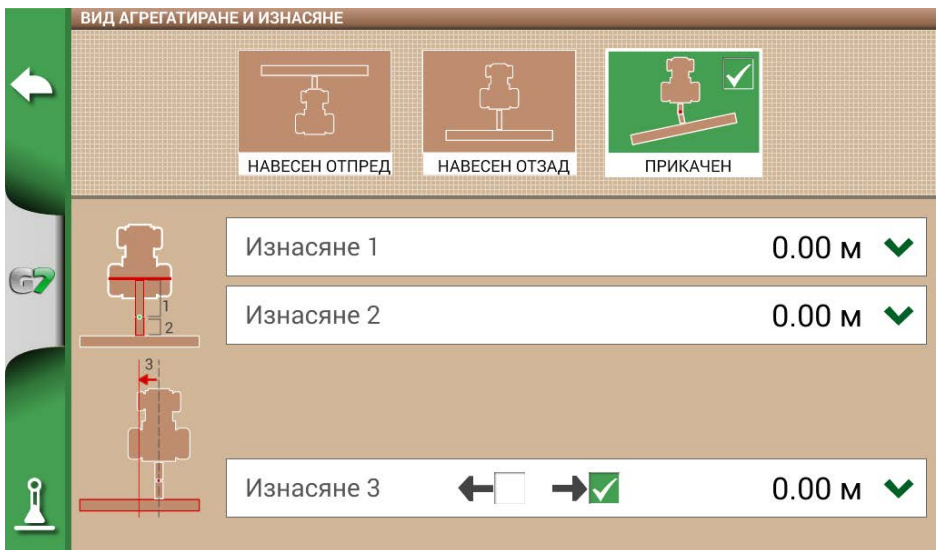 ВИД АГРЕГАТИРАНЕ И ИЗНАСЯНЕ
НАВЕСЕН ОТПРЕД
НАВЕСЕН ОТЗАД
ПРИКАЧЕН
1
2
Изнасяне 1 0.00 м
G7
Изнасяне 2 0.00 м
3
Изнасяне 3 0.00 м